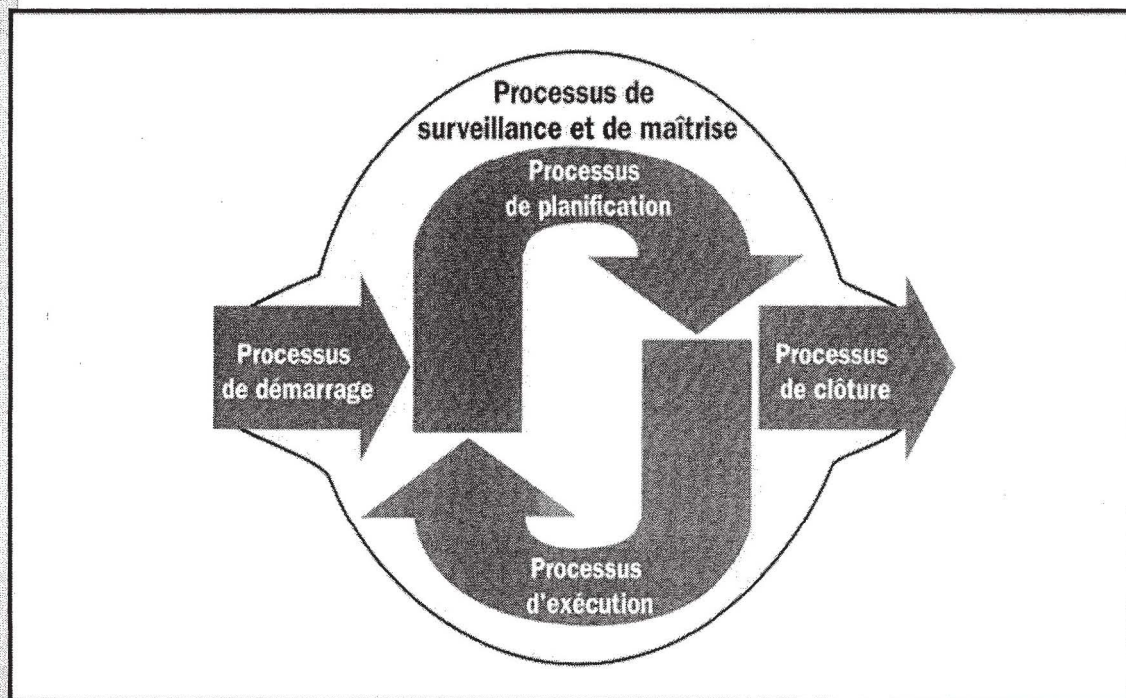 Processus de
surveillance et de maîtrise
Processus
de planification
Processus
de démarrage
Processus
de clôture
Processus
d'exécution